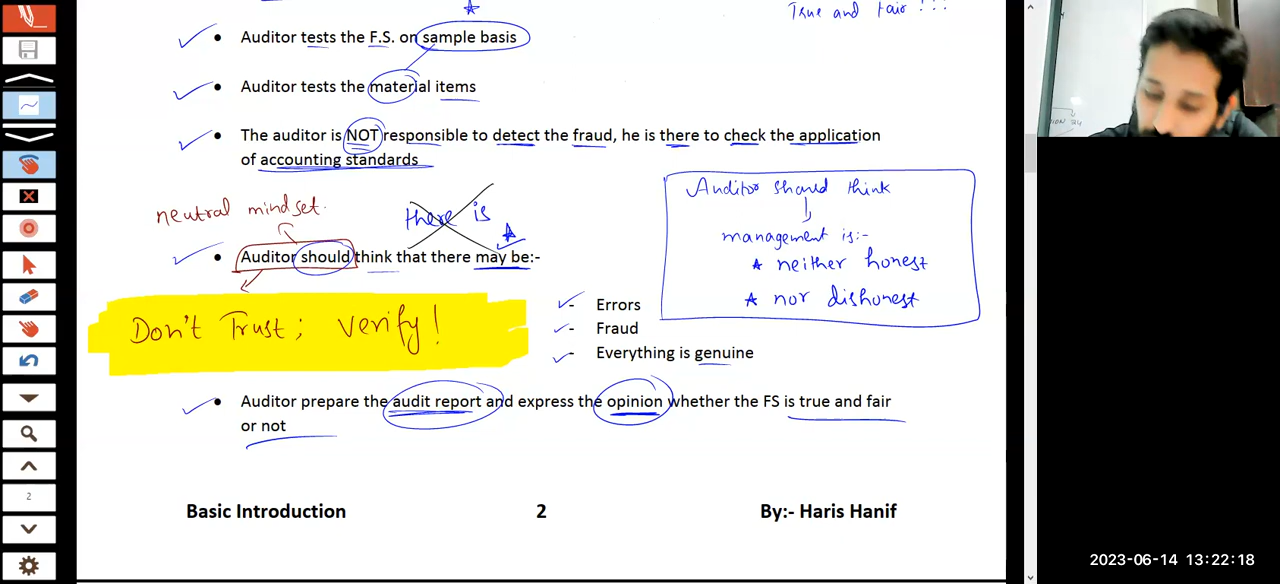 True and Fair !!!
Auditor tests the F.S. on sample basis
Auditor tests the material items
The auditor is NOT responsible to detect the fraud, he is there to check the application
of accounting standards
neutral mindset.
there is
Auditor should think that there may be:-
Don't Trust; Verify!
- Errors
- Fraud
- Everything is genuine
Auditor shared think
management is:-
neither honest
nor dishonest
Auditor prepare the audit report and express the opinion whether the FS is true and fair
or not
Basic Introduction 2 By:- Haris Hanif
2
2023-06-14 13:22:18